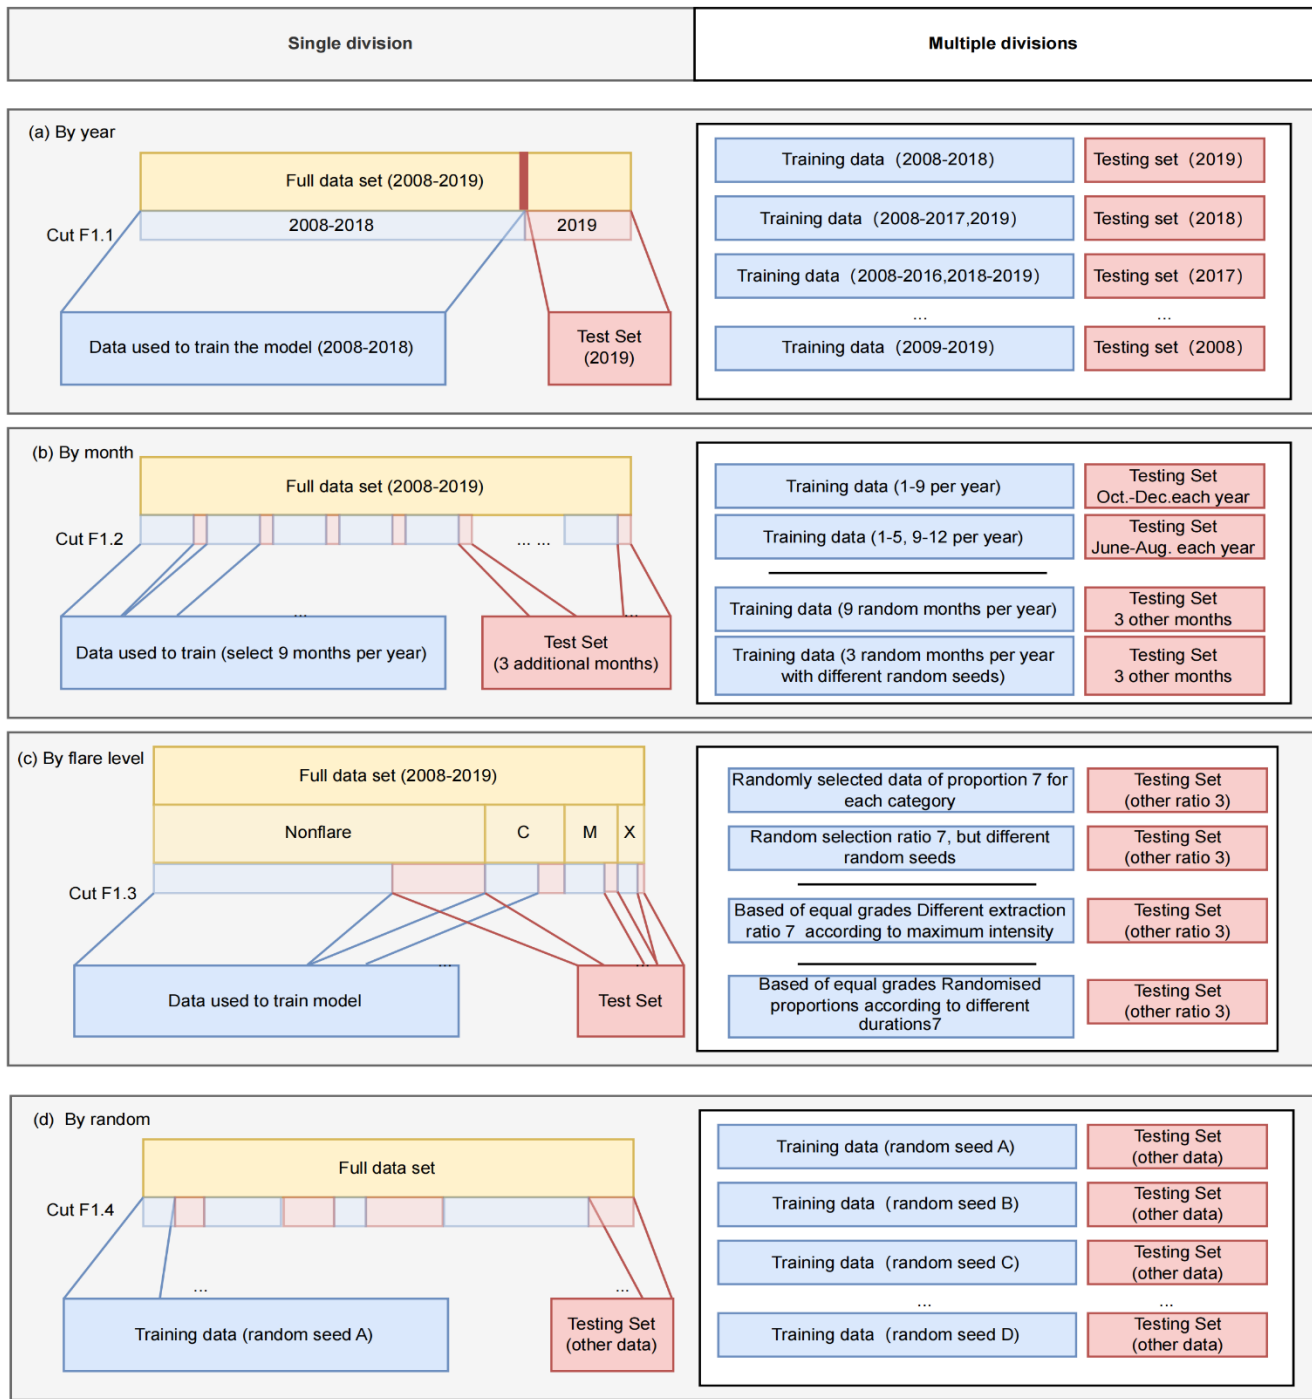 Single division
Multiple divisions
(a) By year
Full data set (2008-2019)
Cut F1.1
2008-2018
2019
Data used to train the model (2008-2018)
Test Set
(2019)
Training data（2008-2018)
Testing set（2019）
Training data（2008-2017,2019）
Testing set（2018）
Training data（2008-2016,2018-2019）
Testing set（2017）
...
...
Training data（2009-2019）
Testing set（2008）
(b) By month
Full data set (2008-2019)
Cut F1.2
... ...
...
...
Data used to train (select 9 months per year)
Test Set
(3 additional months)
Training data (1-9 per year)
Testing Set
Oct.-Dec.each year
Training data (1-5, 9-12 per year)
Testing Set
June-Aug. each year
Training data (9 random months per year)
Testing Set
3 other months
Training data (3 random months per year
with different random seeds)
Testing Set
3 other months
(c) By flare level
Full data set (2008-2019)
Nonflare
C
M
X
Cut F1.3
...
...
Data used to train model
Test Set
Randomly selected data of proportion 7 for
each category
Testing Set
(other ratio 3)
Random selection ratio 7, but different
random seeds
Testing Set
(other ratio 3)
Based of equal grades Different extraction
ratio 7 according to maximum intensity
Testing Set
(other ratio 3)
Based of equal grades Randomised
proportions according to different
durations7
Testing Set
(other ratio 3)
(d) By random
Full data set
Cut F1.4
...
...
Training data (random seed A)
Testing Set
(other data)
Training data (random seed A)
Testing Set
(other data)
Training data（random seed B)
Testing Set
(other data)
Training data（random seed C)
Testing Set
(other data)
...
...
Training data（random seed D)
Testing Set
(other data)